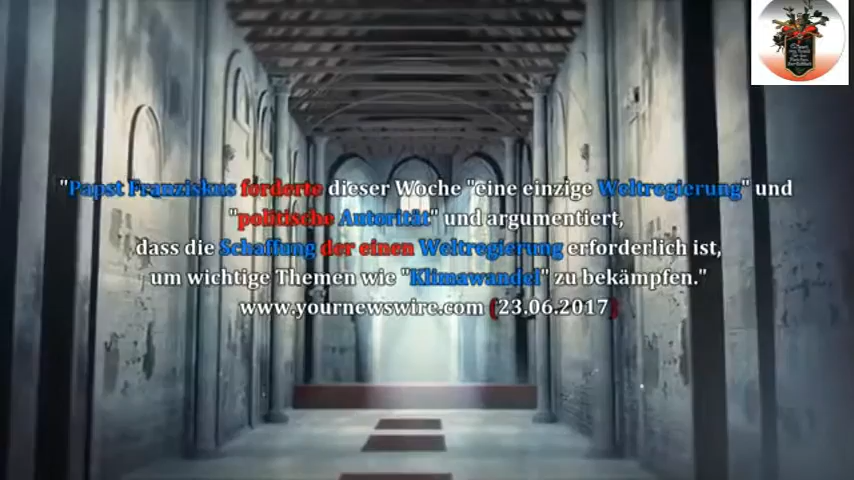 "Papst Franziskus forderte dieser Woche "eine einzige Weltregierung" und
"politische Autorität" und argumentiert,
dass die Schaffung der einen Weltregierung erforderlich ist,
um wichtige Themen wie "Klimawandel" zu bekämpfen."
www.yournewswire.com (23.06.2017)